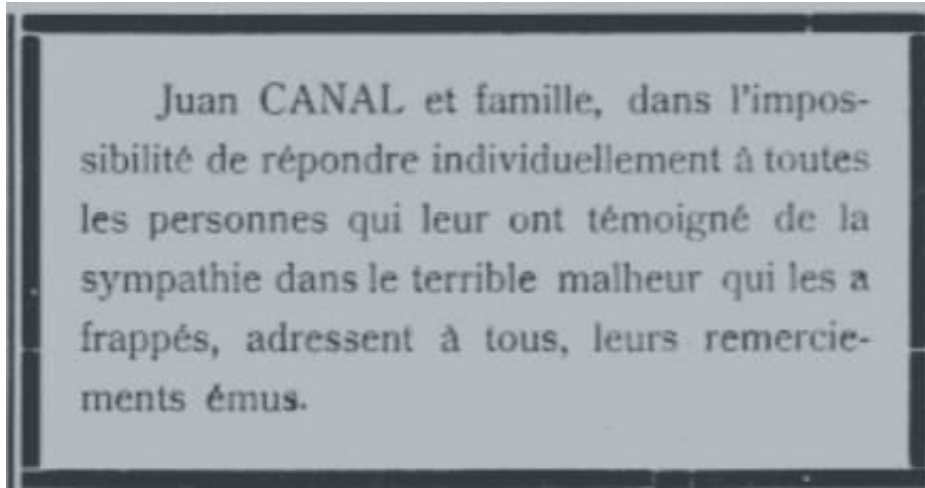 Juan CANAL et famille, dans l'impos-
sibilité de répondre individuellement à toutes
les personnes qui leur ont témoigné de la
sympathie dans le terrible malheur qui les a
frappés, adressent à tous, leurs remercie-
ments émus.